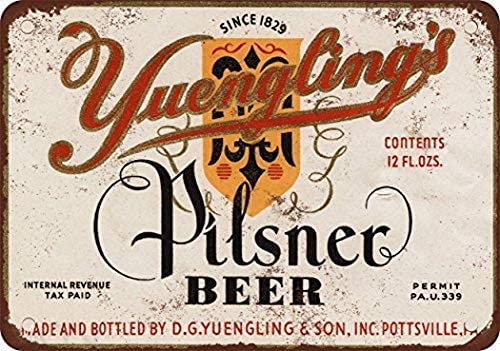 SINCE 1829
Yuengling's
CONTENTS
12 FL.OZS.
Pilsner
BEER
INTERNAL REVENUE
TAX PAID
PERMIT
PA.U.339
ADE AND BOTTLED BY D.G.YUENGLING & SON, INC. POTTSVILLE,